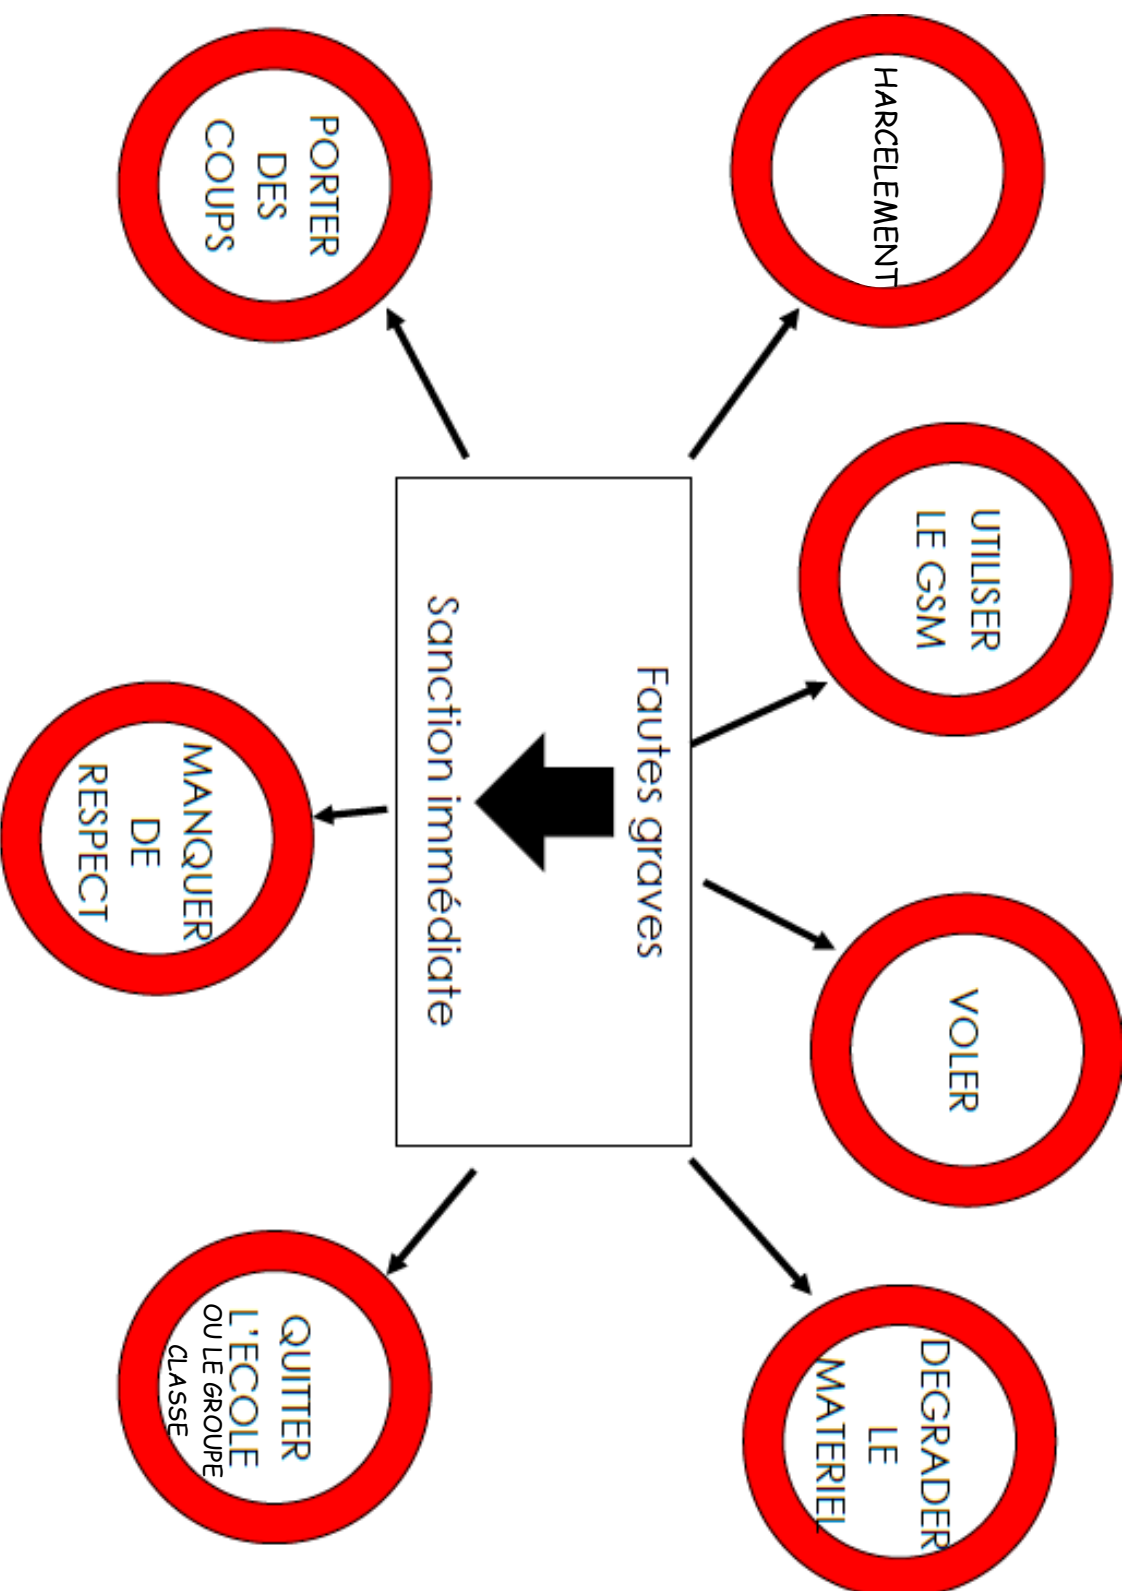 HARCELEMENT
UTILISER
LE GSM
VOLER
DEGRADER
LE
MATERIEL
Fautes graves
Sanction immédiate
PORTER
DES
COUPS
MANQUER
DE
RESPECT
QUITTER
L'ECOLE
OU LE GROUPE
CLASSE